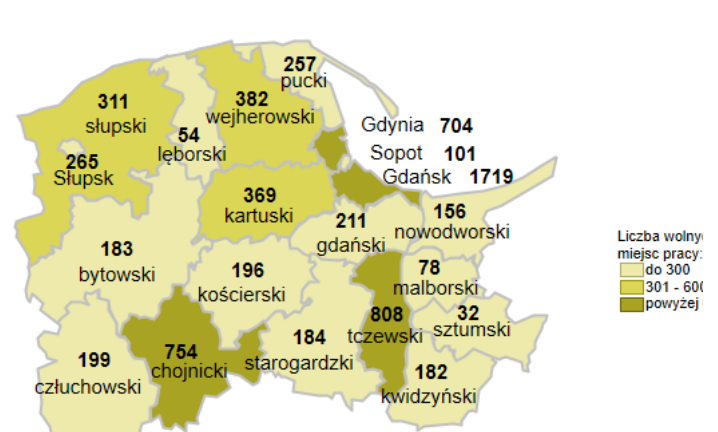 257
pucki
311
słupski
382
wejherowski
54
lęborski
Gdynia 704
Sopot 101
Gdańsk 1719
265
Słupsk
369
kartuski
211
gdański
156
nowodworski
183
bytowski
196
kościerski
78
malborski
808
tczewski
32
sztumski
184
starogardzki
754
chojnicki
199
człuchowski
182
kwidzyński
Liczba wolny
miejsc pracy:
do 300
301 - 600
powyżej